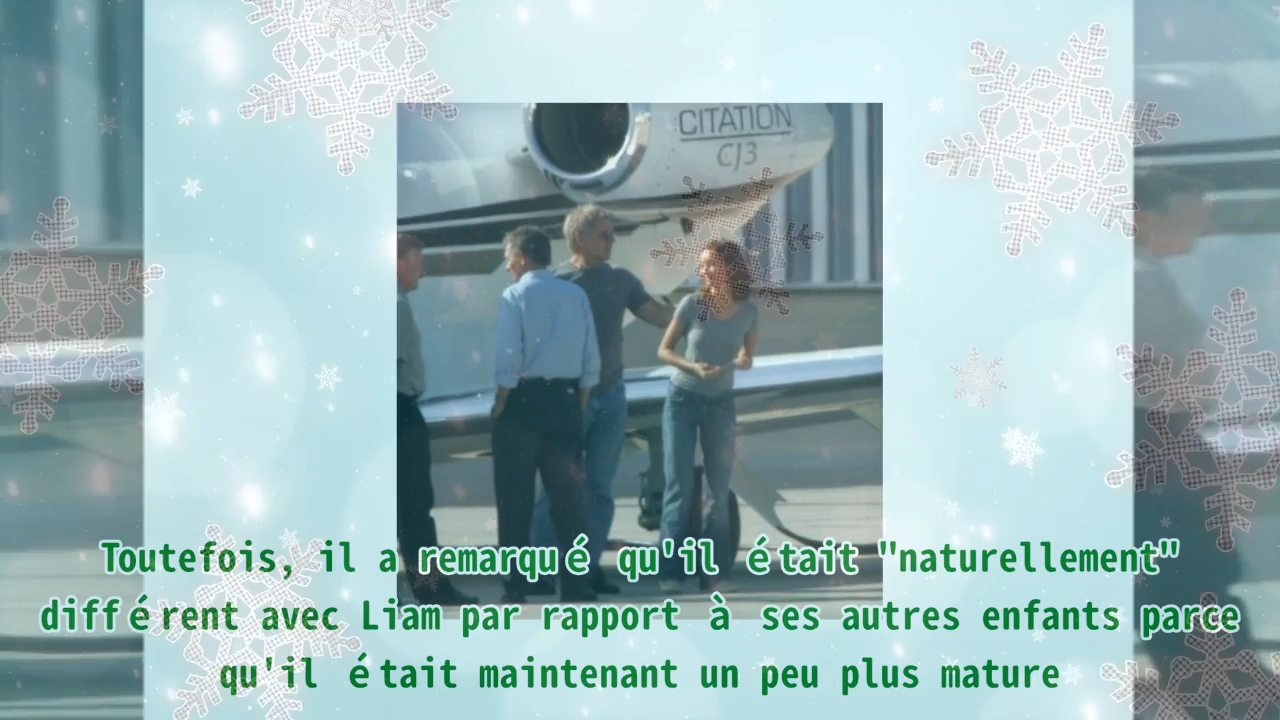 CITATION
CJ3
Toutefois, il a remarqué qu'il était "naturellement"
différent avec Liam par rapport à ses autres enfants parce
qu'il était maintenant un peu plus mature